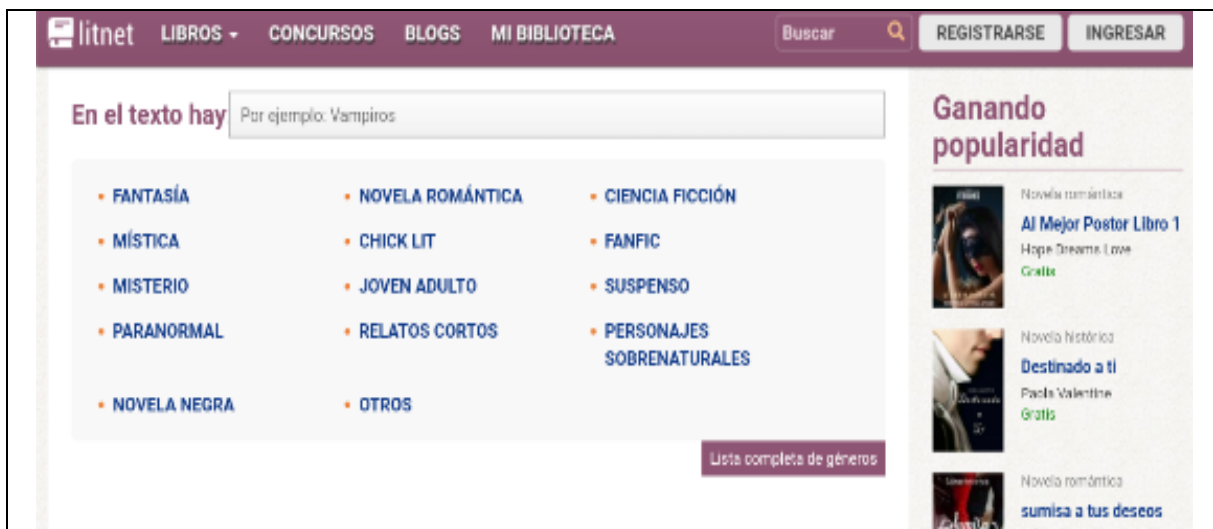 litnet LIBROS CONCURSOS BLOGS MI BIBLIOTECA Buscar REGISTRARSE INGRESAR
En el texto hay Por ejemplo: Vampiros
FANTASÍA NOVELA ROMÁNTICA CIENCIA FICCIÓN
MÍSTICA CHICK LIT FANFIC
MISTERIO JOVEN ADULTO SUSPENSO
PARANORMAL RELATOS CORTOS PERSONAJES
SOBRENATURALES
NOVELA NEGRA OTROS
Lista completa de géneros
Ganando
popularidad
Novela romántica
Al Mejor Postor Libro 1
Hope Dreams Love
Gratis
Novela histórica
Destinado a ti
Paola Valentine
Gratis
Novela romántica
sumisa a tus deseos